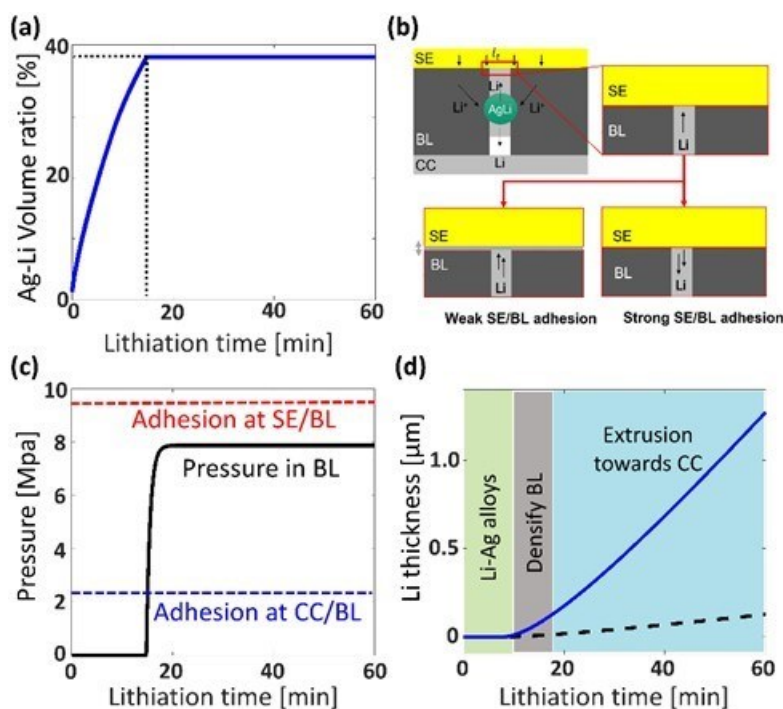 (a)
Ag-Li Volume ratio [%]
40
20
0
0
20
40
60
Lithiation time [min]
(b)
SE
Li⁺
Li⁺
Li⁺
AgLi
BL
CC
Li
SE
BL
Li
SE
BL
Li
Weak SE/BL adhesion
SE
BL
Li
Strong SE/BL adhesion
(c)
Pressure [Mpa]
10
8
6
4
2
0
Adhesion at SE/BL
Pressure in BL
Adhesion at CC/BL
0
20
40
60
Lithiation time [min]
(d)
Li thickness [µm]
1.0
0.5
0
Li-Ag alloys
Densify BL
Extrusion
towards CC
0
20
40
60
Lithiation time [min]